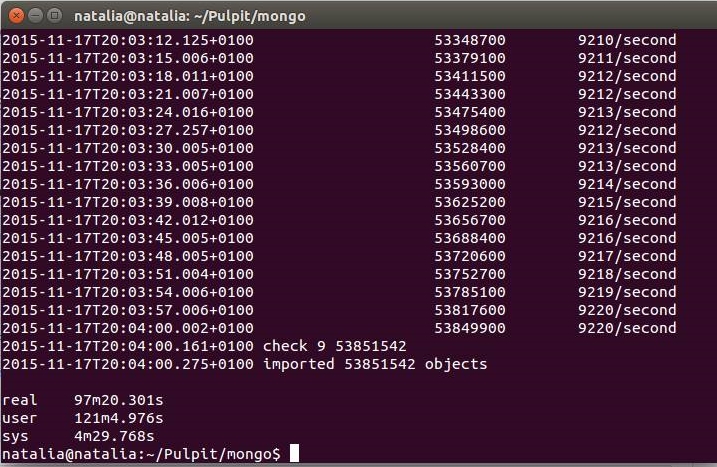 natalia@natalia: ~/Pulpit/mongo
2015-11-17T20:03:12.125+0100 53348700 9210/second
2015-11-17T20:03:15.006+0100 53379100 9211/second
2015-11-17T20:03:18.011+0100 53411500 9212/second
2015-11-17T20:03:21.007+0100 53443300 9212/second
2015-11-17T20:03:24.016+0100 53475400 9213/second
2015-11-17T20:03:27.257+0100 53498600 9212/second
2015-11-17T20:03:30.005+0100 53528400 9213/second
2015-11-17T20:03:33.005+0100 53560700 9213/second
2015-11-17T20:03:36.006+0100 53593000 9214/second
2015-11-17T20:03:39.008+0100 53625200 9215/second
2015-11-17T20:03:42.012+0100 53656700 9216/second
2015-11-17T20:03:45.005+0100 53688400 9216/second
2015-11-17T20:03:48.005+0100 53720600 9217/second
2015-11-17T20:03:51.004+0100 53752700 9218/second
2015-11-17T20:03:54.006+0100 53785100 9219/second
2015-11-17T20:03:57.006+0100 53817600 9220/second
2015-11-17T20:04:00.002+0100 53849900 9220/second
2015-11-17T20:04:00.161+0100 check 9 53851542
2015-11-17T20:04:00.275+0100 imported 53851542 objects
real 97m20.301s
user 121m4.976s
sys 4m29.768s
natalia@natalia:~/Pulpit/mongo$